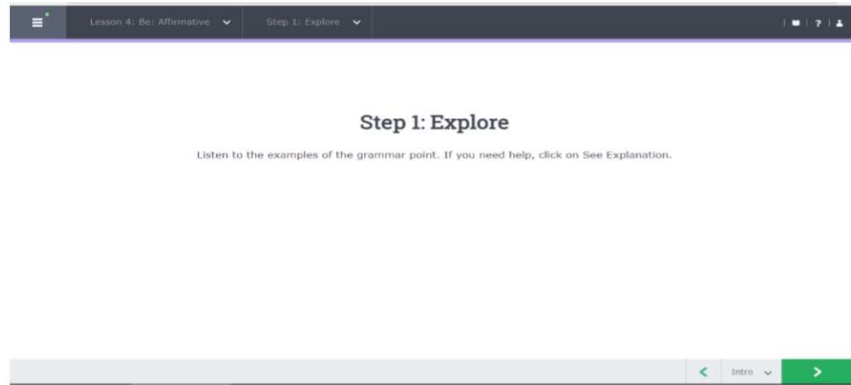 Lesson 4: Be: Affirmative Step 1: Explore ?
Step 1: Explore
Listen to the examples of the grammar point. If you need help, click on See Explanation.
Intro